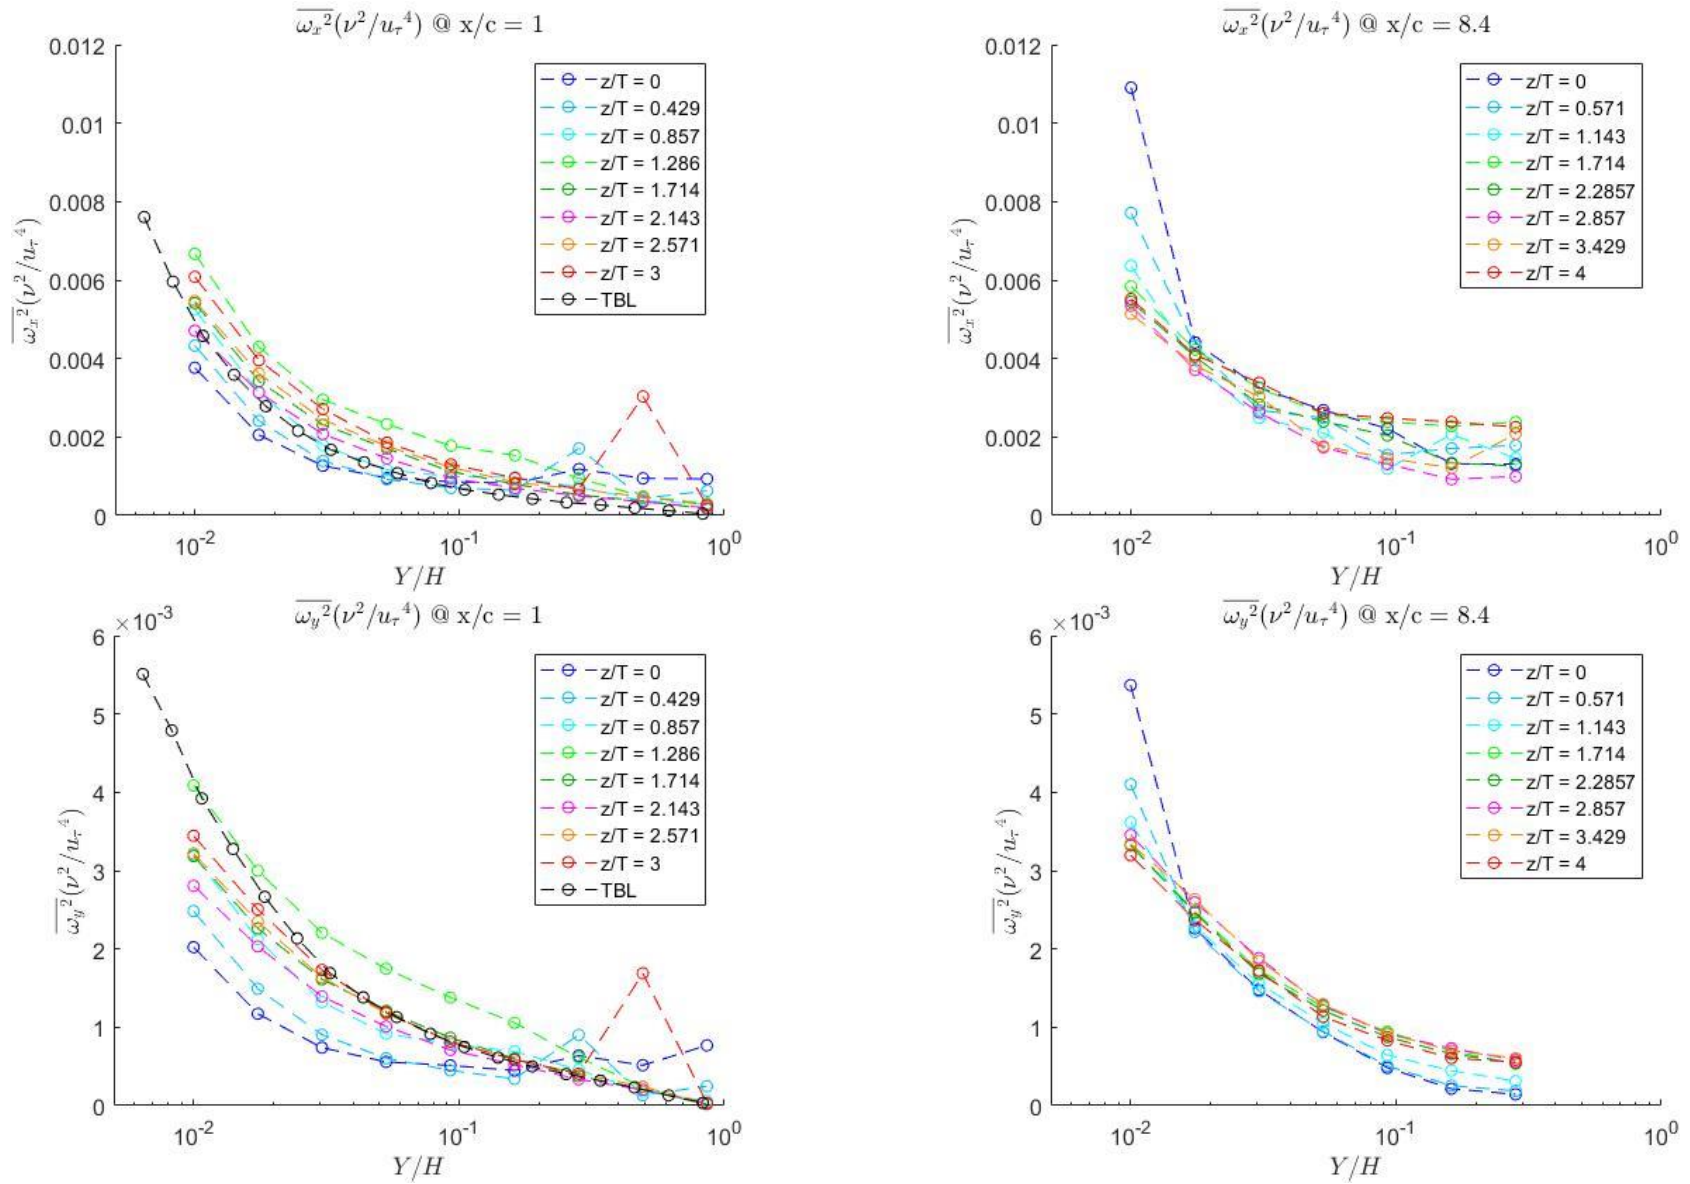 ωₓ²(ν²/u_τ⁴) @ x/c = 1
0.012
0.01
0.008
0.006
0.004
0.002
0
10⁻²
10⁻¹
10⁰
ωₓ²(ν²/u_τ⁴)
Y/H
z/T = 0
z/T = 0.429
z/T = 0.857
z/T = 1.286
z/T = 1.714
z/T = 2.143
z/T = 2.571
z/T = 3
TBL
ωₓ²(ν²/u_τ⁴) @ x/c = 8.4
0.012
0.01
0.008
0.006
0.004
0.002
0
10⁻²
10⁻¹
10⁰
ωₓ²(ν²/u_τ⁴)
Y/H
z/T = 0
z/T = 0.571
z/T = 1.143
z/T = 1.714
z/T = 2.2857
z/T = 2.857
z/T = 3.429
z/T = 4
ω_y²(ν²/u_τ⁴) @ x/c = 1
×10⁻³
6
5
4
3
2
1
0
10⁻²
10⁻¹
10⁰
ω_y²(ν²/u_τ⁴)
Y/H
z/T = 0
z/T = 0.429
z/T = 0.857
z/T = 1.286
z/T = 1.714
z/T = 2.143
z/T = 2.571
z/T = 3
TBL
ω_y²(ν²/u_τ⁴) @ x/c = 8.4
×10⁻³
6
5
4
3
2
1
0
10⁻²
10⁻¹
10⁰
ω_y²(ν²/u_τ⁴)
Y/H
z/T = 0
z/T = 0.571
z/T = 1.143
z/T = 1.714
z/T = 2.2857
z/T = 2.857
z/T = 3.429
z/T = 4